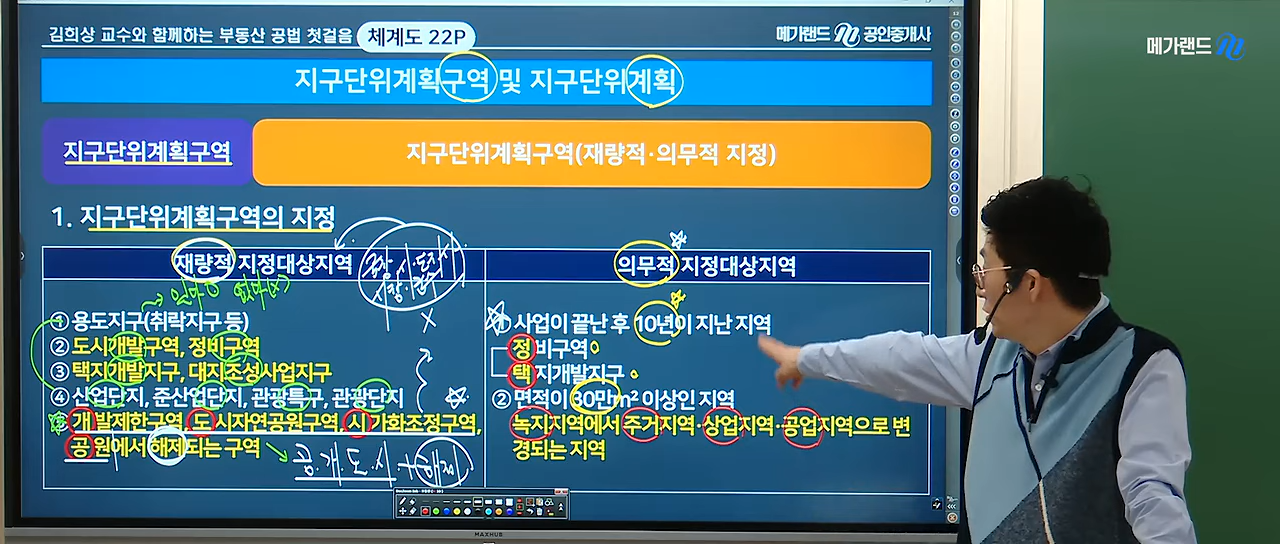 김희상 교수와 함께하는 부동산 공법 첫걸음 체계도 22P
메가랜드 공인중개사
메가랜드
지구단위계획구역 및 지구단위계획
지구단위계획구역
지구단위계획구역(재량적·의무적 지정)
1. 지구단위계획구역의 지정
재량적 지정대상지역
① 용도지구(취락지구 등)
② 도시개발구역, 정비구역
③ 택지개발지구, 대지조성사업지구
④ 산업단지, 준산업단지, 관광특구, 관광단지
개발제한구역, 도시자연공원구역, 시가화조정구역,
공원에서 해제되는 구역
공·개·도·시 + 해제
의무적 지정대상지역
① 사업이 끝난 후 10년이 지난 지역
정비구역
택지개발지구
② 면적이 30만m² 이상인 지역
녹지지역에서 주거지역·상업지역·공업지역으로 변
경되는 지역
MAXHUB